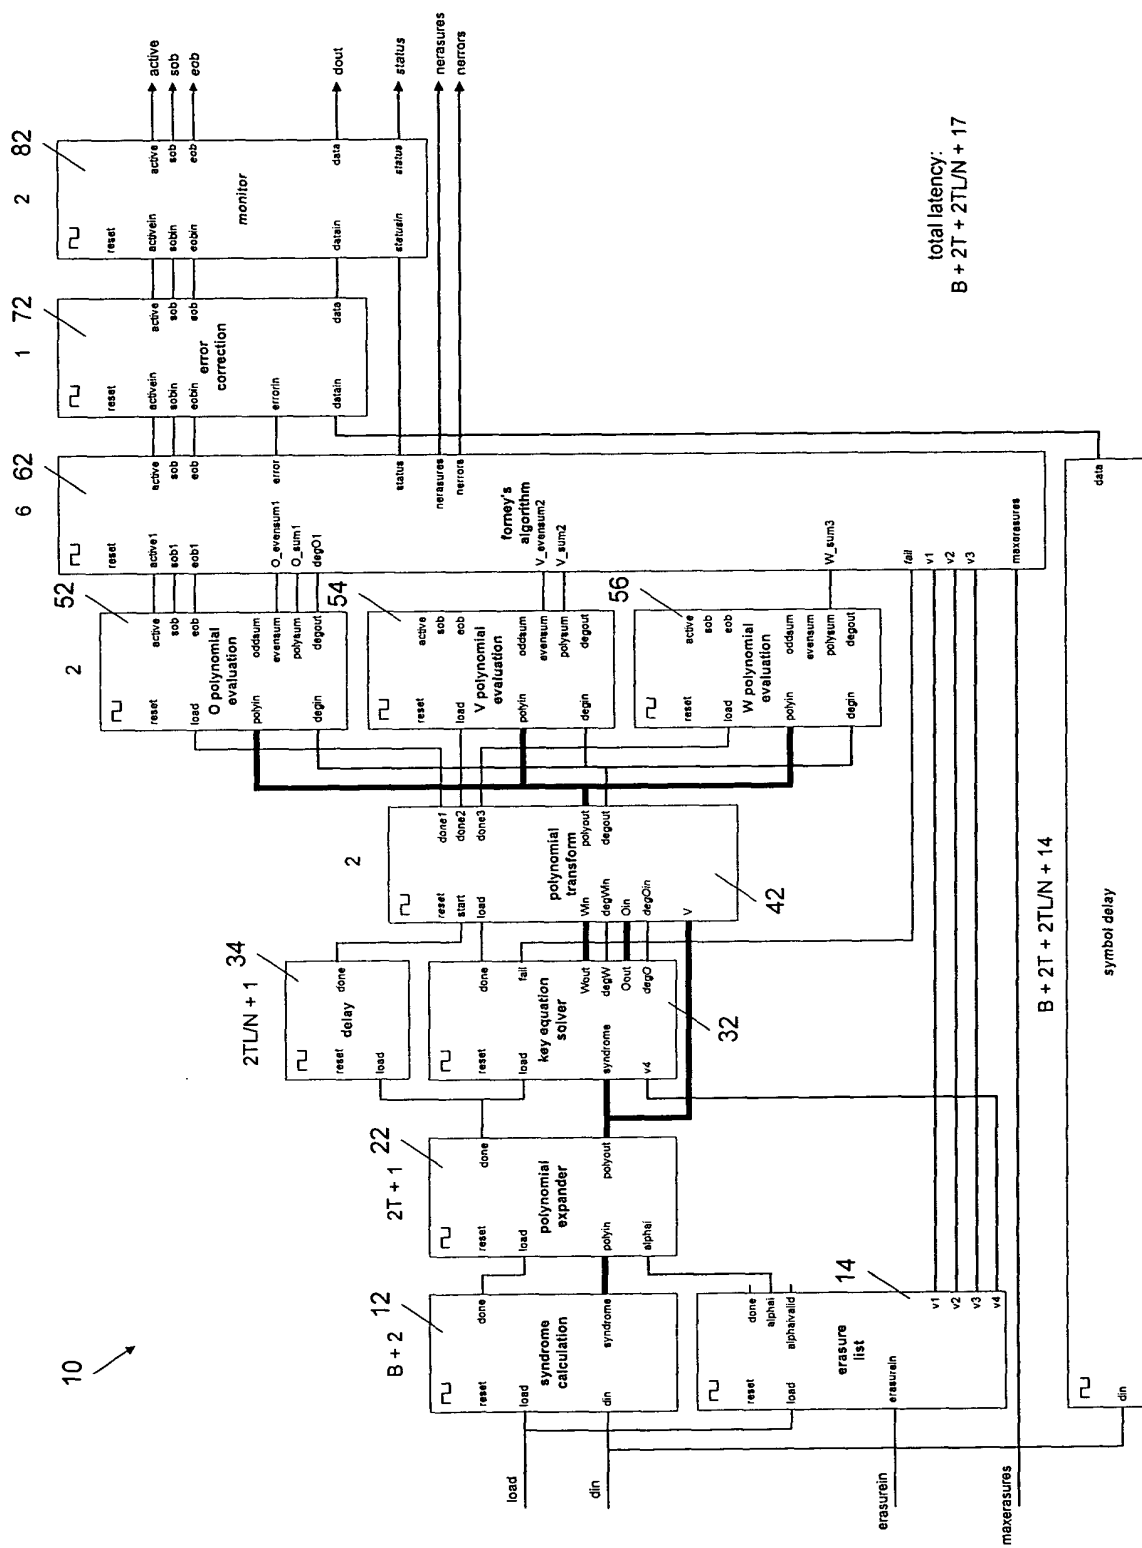 10
load
din
erasurein
maxerasures
B + 2
12
reset
load
din
syndrome
calculation
done
syndrome
14
reset
load
erasurein
erasure
list
done
alphai
alphaivalid
v1
v2
v3
v4
2T + 1
22
reset
load
polyin
alphai
polynomial
expander
done
polyout
2TL/N + 1
34
reset
load
delay
done
32
reset
load
syndrome
v4
key equation
solver
done
fail
Wout
degW
Oout
degO
2
42
reset
start
load
Win
degWin
Oin
degOin
V
polynomial
transform
done1
done2
done3
polyout
degout
2
52
reset
load
polyin
degin
O polynomial
evaluation
active
sob
eob
oddsum
evensum
polysum
degout
54
reset
load
polyin
degin
V polynomial
evaluation
active
sob
eob
oddsum
evensum
polysum
degout
56
reset
load
polyin
degin
W polynomial
evaluation
active
sob
eob
oddsum
evensum
polysum
degout
6
62
reset
active1
sob1
eob1
O_evensum1
O_sum1
degO1
V_evensum2
V_sum2
W_sum3
fail
v1
v2
v3
maxerasures
forney's
algorithm
active
sob
eob
error
status
nerasures
nerrors
1
72
reset
activein
sobin
eobin
errorin
datain
error
correction
active
sob
eob
data
2
82
reset
activein
sobin
eobin
datain
statusin
monitor
active
sob
eob
data
status
active
sob
eob
dout
status
nerasures
nerrors
B + 2T + 2TL/N + 14
din
symbol delay
data
total latency:
B + 2T + 2TL/N + 17